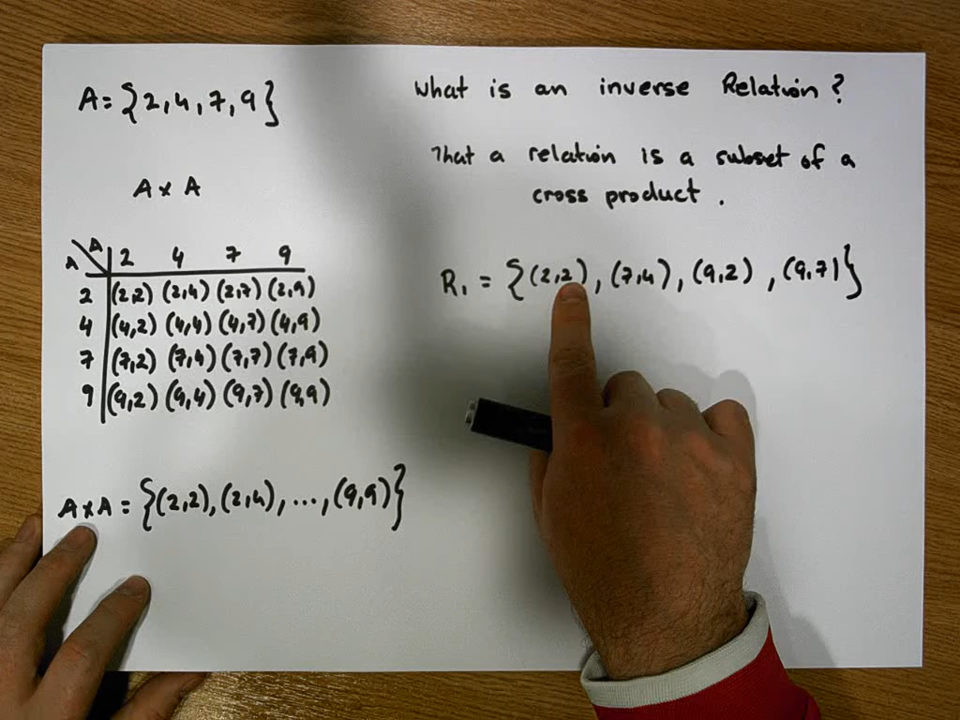 A = {2, 4, 7, 9}
A x A
A
A 2 4 7 9
2 (2,2) (2,4) (2,7) (2,9)
4 (4,2) (4,4) (4,7) (4,9)
7 (7,2) (7,4) (7,7) (7,9)
9 (9,2) (9,4) (9,7) (9,9)
A x A = {(2,2), (2,4), ..., (9,9)}
What is an inverse Relation?
That a relation is a subset of a
cross product.
R₁ = {(2,2), (7,4), (9,2), (9,7)}